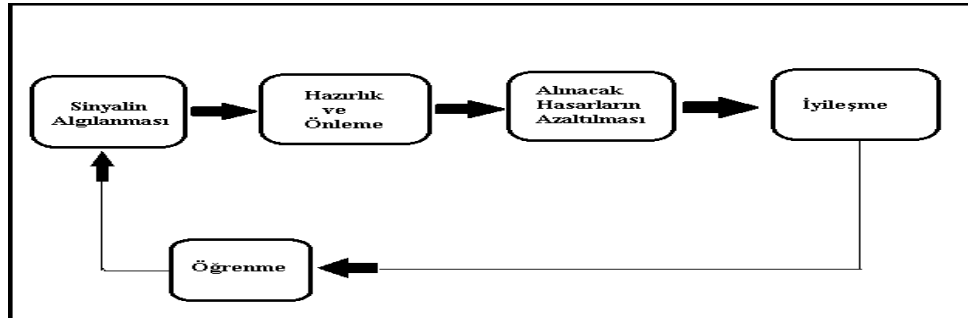 Sinyalin
Algılanması
Hazırlık
ve
Önleme
Alınacak
Hasarların
Azaltılması
İyileşme
Öğrenme